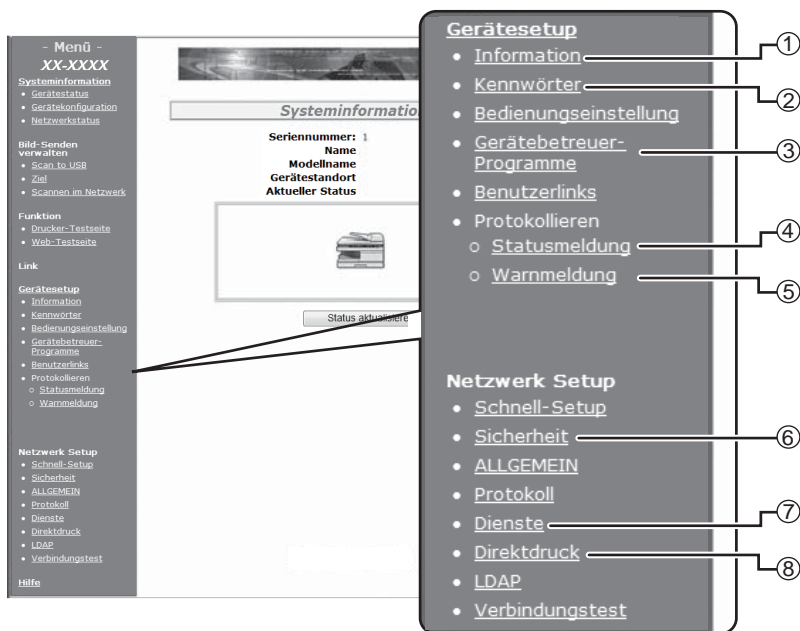 - Menü -
XX-XXXX
Systeminformation
• Gerätestatus
• Gerätekonfiguration
• Netzwerkstatus
Bild-Senden
verwalten
• Scan to USB
• Ziel
• Scannen im Netzwerk
Funktion
• Drucker-Testseite
• Web-Testseite
Link
Gerätesetup
• Information
• Kennwörter
• Bedienungseinstellung
• Gerätebetreuer-
Programme
• Benutzerlinks
• Protokollieren
o Statusmeldung
o Warnmeldung
Netzwerk Setup
• Schnell-Setup
• Sicherheit
• ALLGEMEIN
• Protokoll
• Dienste
• Direktdruck
• LDAP
• Verbindungstest
Hilfe
Systeminformatio
Seriennummer: 1
Name
Modellname
Gerätestandort
Aktueller Status
Status aktualisiere
Gerätesetup
• Information ①
• Kennwörter ②
• Bedienungseinstellung
• Gerätebetreuer- ③
Programme
• Benutzerlinks
• Protokollieren
o Statusmeldung ④
o Warnmeldung ⑤
Netzwerk Setup
• Schnell-Setup
• Sicherheit ⑥
• ALLGEMEIN
• Protokoll
• Dienste ⑦
• Direktdruck ⑧
• LDAP
• Verbindungstest